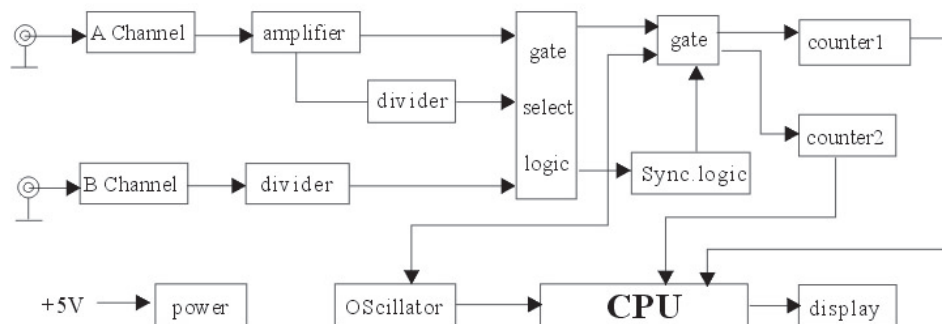 A Channel
amplifier
gate
select
logic
gate
counter1
divider
counter2
B Channel
divider
Sync.logic
+5V
power
OScillator
CPU
display